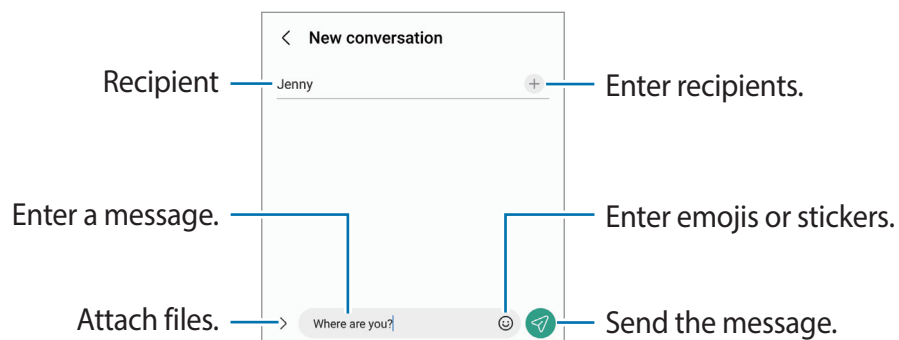 New conversation
Recipient
Jenny
Enter recipients.
Enter a message.
Enter emojis or stickers.
Attach files.
Where are you?
Send the message.